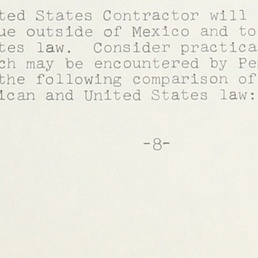 ted States Contractor will
ue outside of Mexico and to
tes law.  Consider practica
ch may be encountered by Pe
the following comparison of
ican and United States law:
-8-